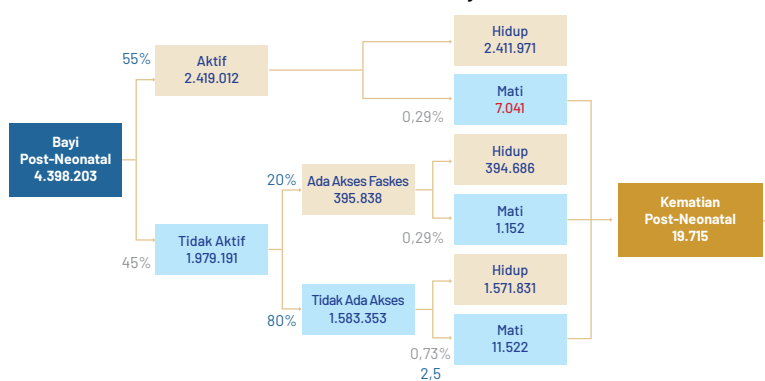 Bayi
Post-Neonatal
4.398.203
55%
Aktif
2.419.012
45%
Tidak Aktif
1.979.191
20%
Ada Akses Faskes
395.838
80%
Tidak Ada Akses
1.583.353
Hidup
2.411.971
Mati
7.041
0,29%
Hidup
394.686
Mati
1.152
0,29%
Hidup
1.571.831
Mati
11.522
0,73%
2,5
Kematian
Post-Neonatal
19.715